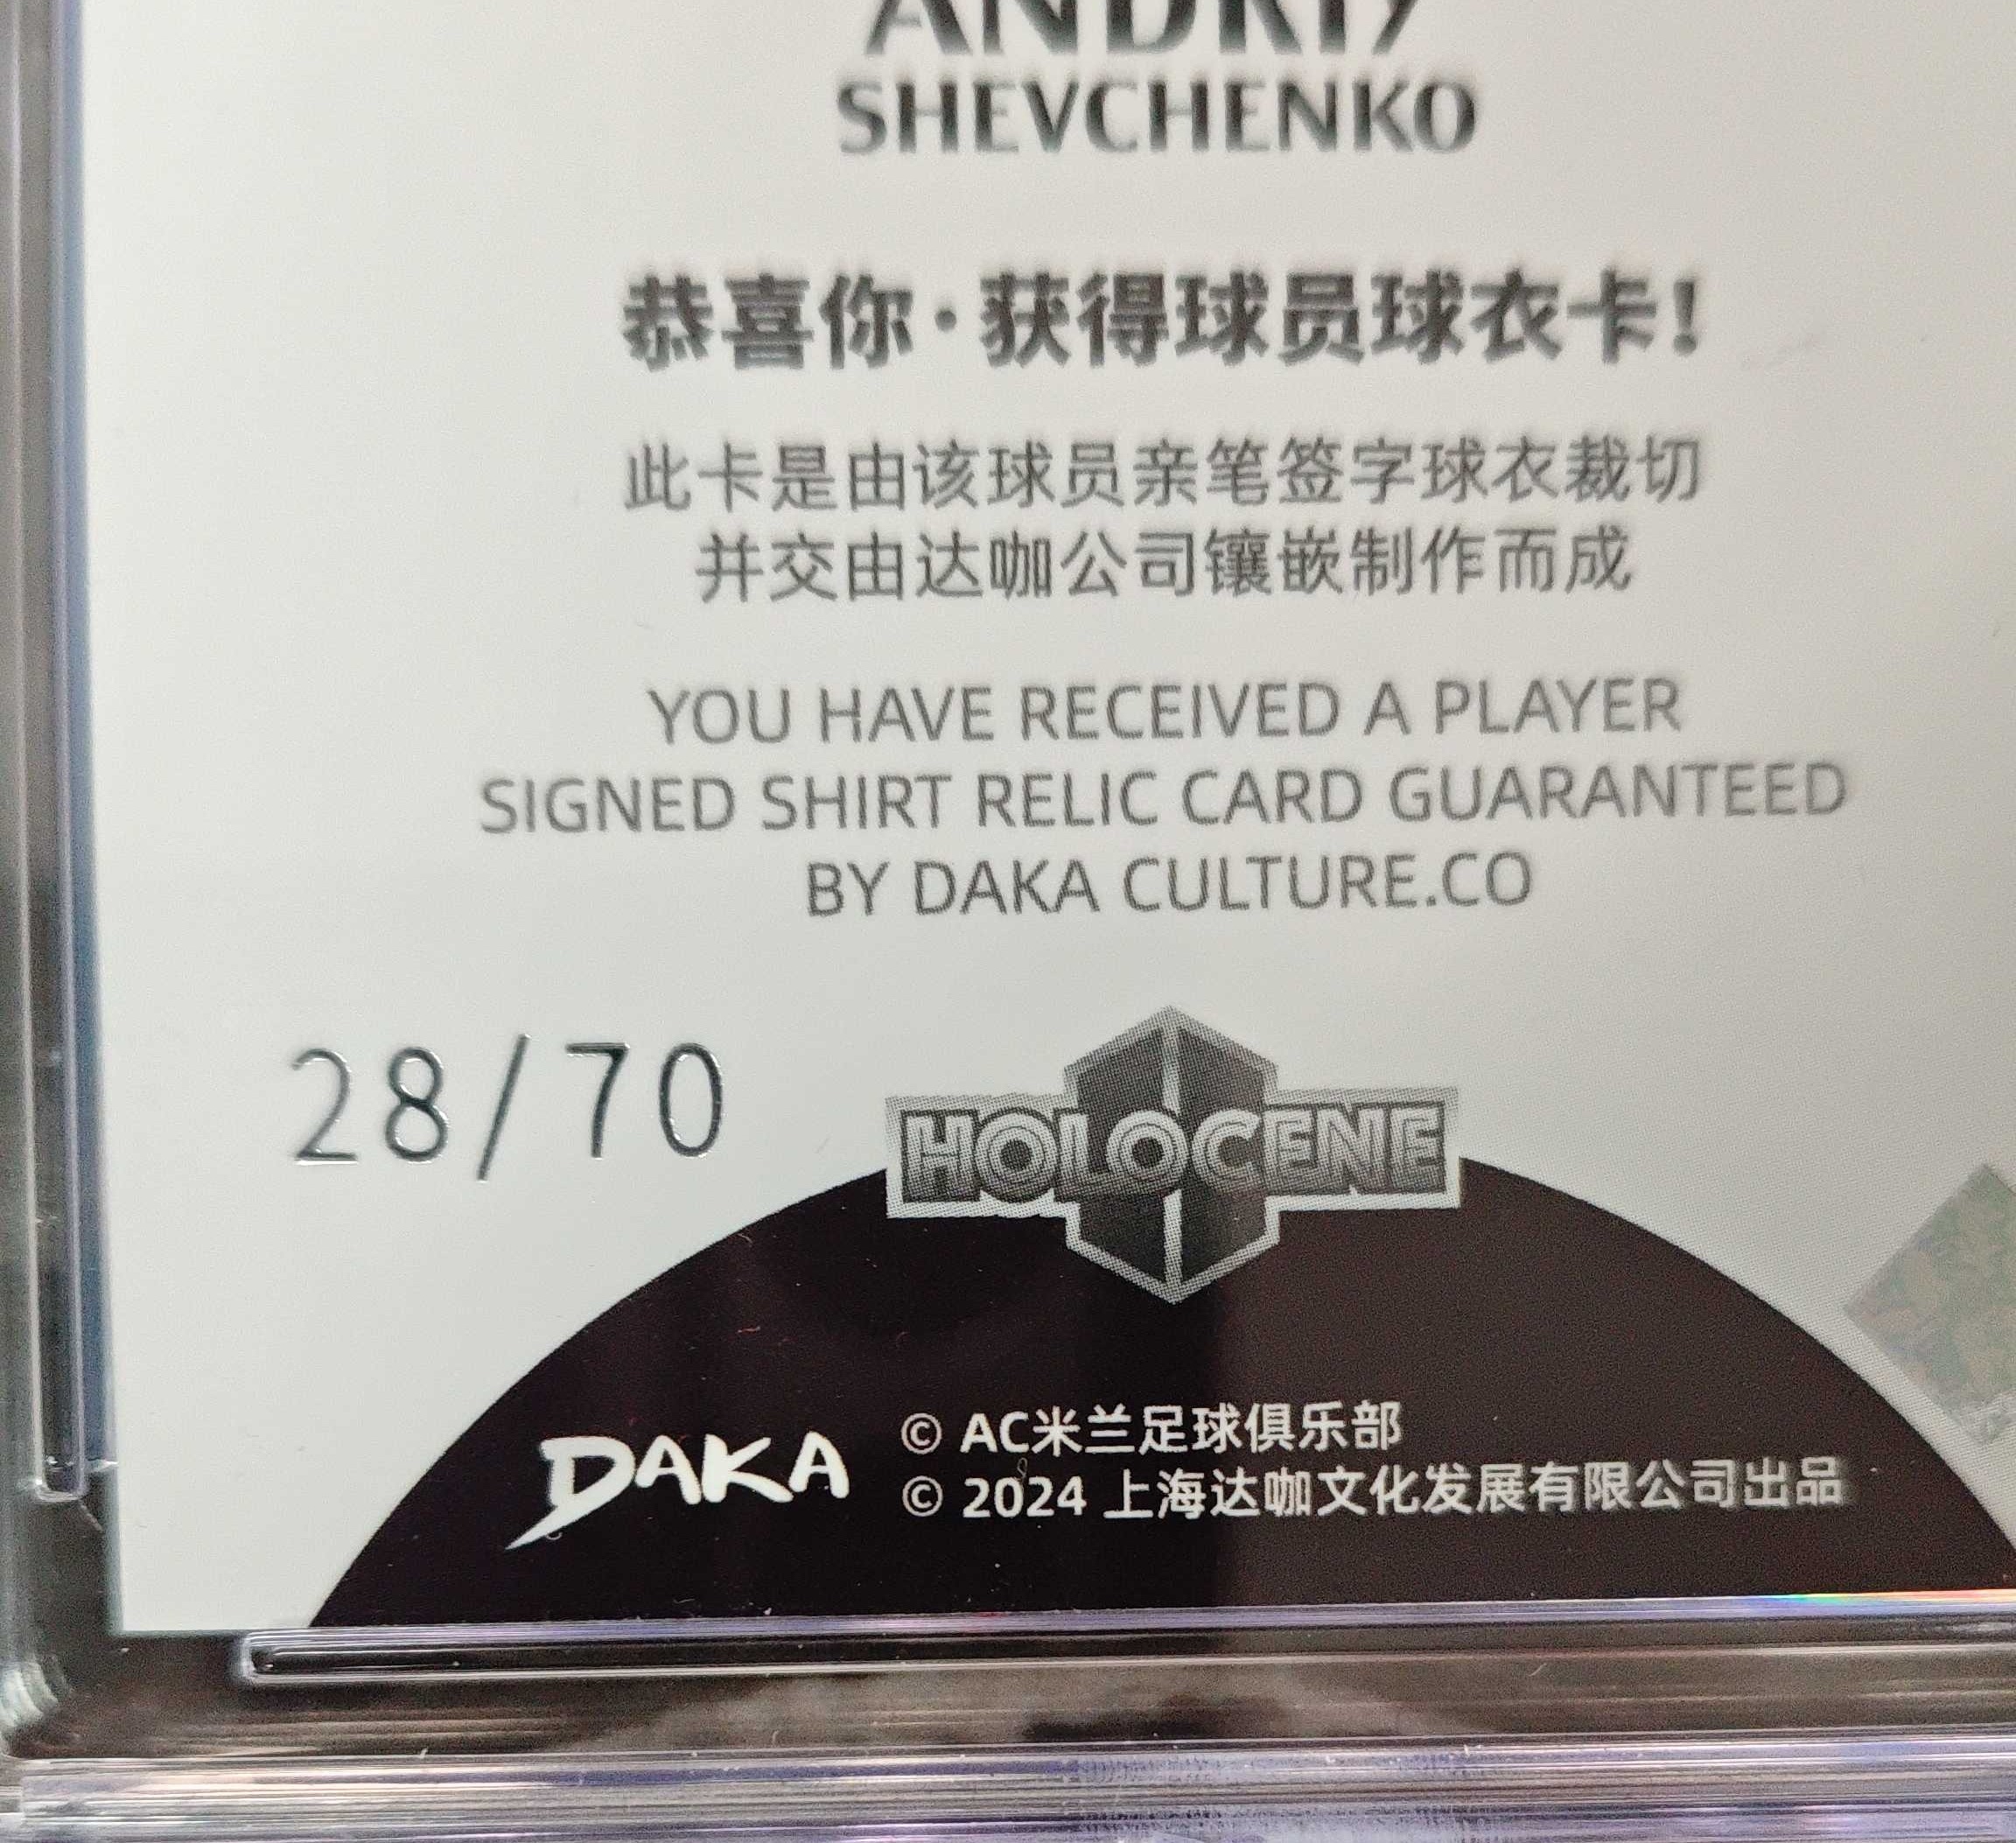 ANDRIY
SHEVCHENKO
恭喜你·获得球员球衣卡!
此卡是由该球员亲笔签字球衣裁切
并交由达咖公司镶嵌制作而成
YOU HAVE RECEIVED A PLAYER
SIGNED SHIRT RELIC CARD GUARANTEED
BY DAKA CULTURE.CO
28/70
HOLOCENE
DAKA
© AC米兰足球俱乐部
© 2024 上海达咖文化发展有限公司出品